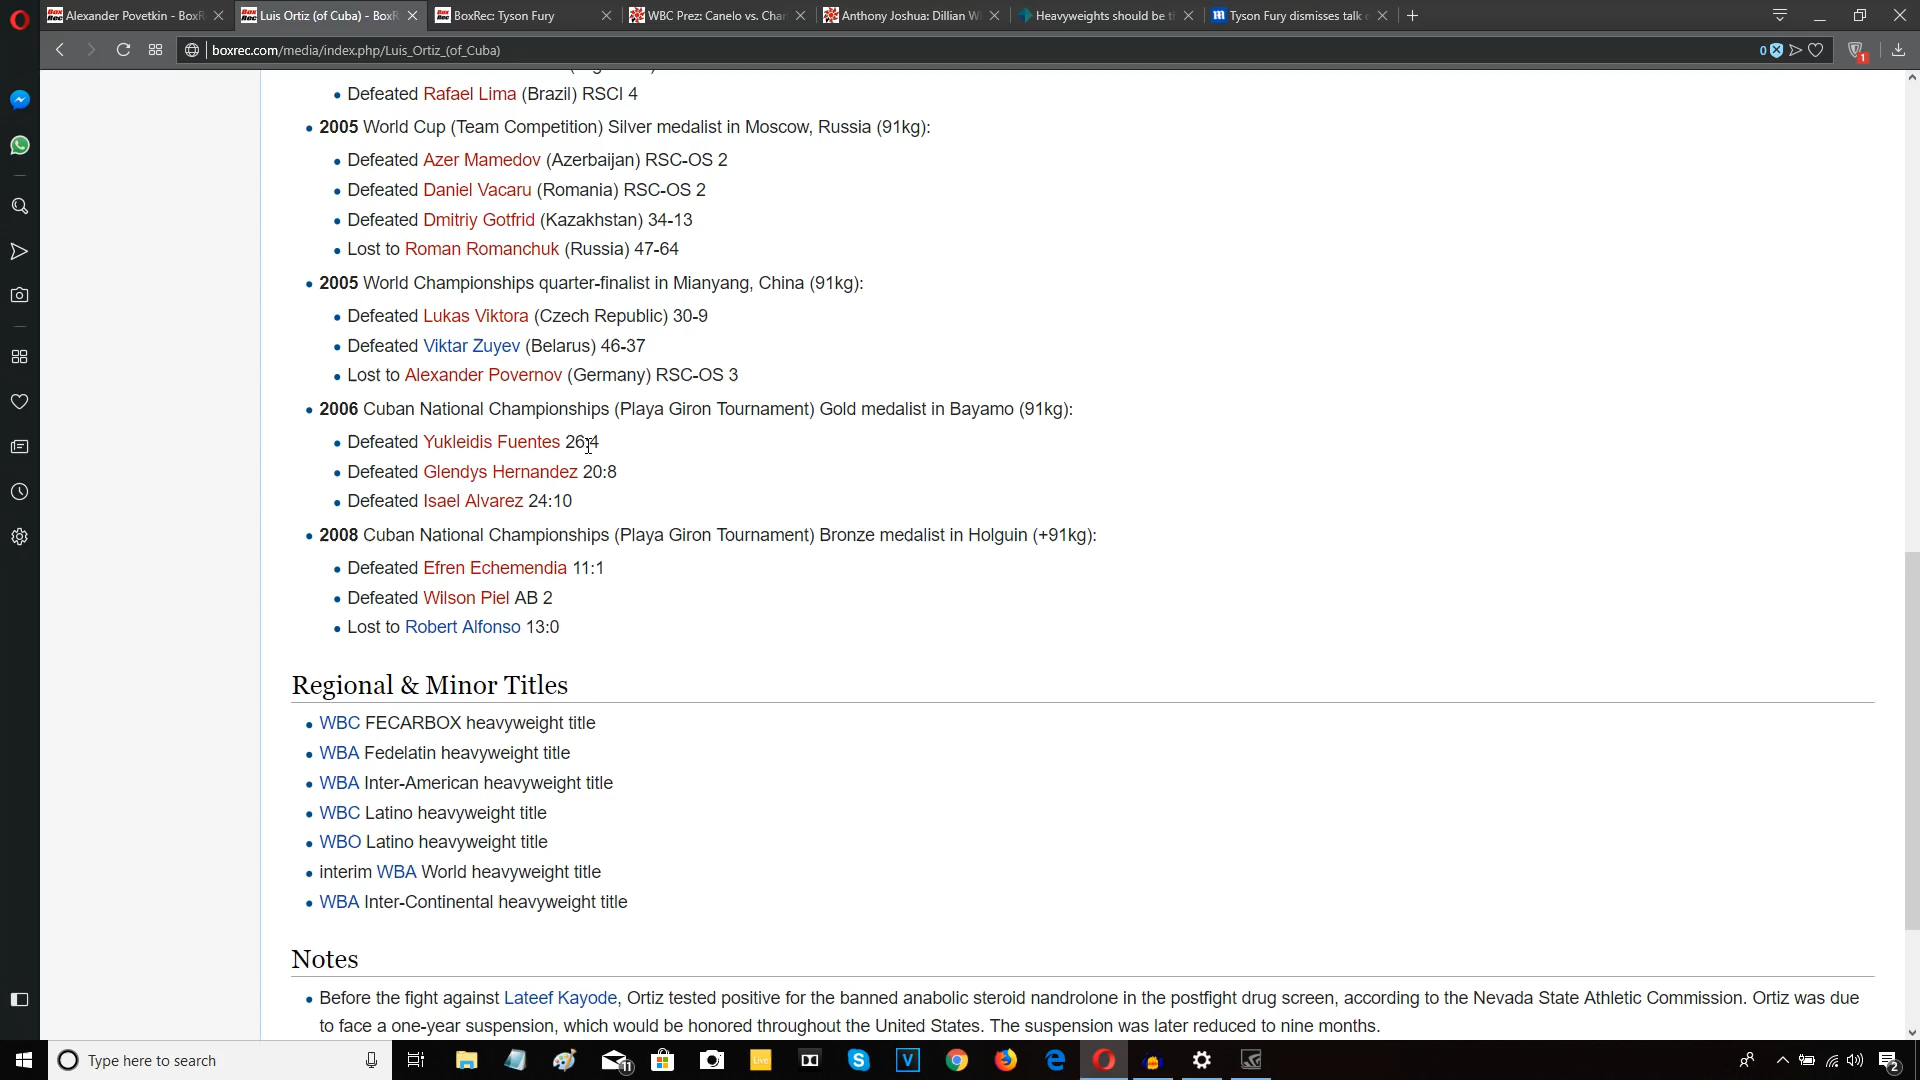 Alexander Povetkin - BoxR
Luis Ortiz (of Cuba) - BoxR
BoxRec: Tyson Fury
WBC Prez: Canelo vs. Char
Anthony Joshua: Dillian W
Heavyweights should be t
Tyson Fury dismisses talk
boxrec.com/media/index.php/Luis_Ortiz_(of_Cuba)
0
1
Defeated Rafael Lima (Brazil) RSCI 4
2005 World Cup (Team Competition) Silver medalist in Moscow, Russia (91kg):
Defeated Azer Mamedov (Azerbaijan) RSC-OS 2
Defeated Daniel Vacaru (Romania) RSC-OS 2
Defeated Dmitriy Gotfrid (Kazakhstan) 34-13
Lost to Roman Romanchuk (Russia) 47-64
2005 World Championships quarter-finalist in Mianyang, China (91kg):
Defeated Lukas Viktora (Czech Republic) 30-9
Defeated Viktar Zuyev (Belarus) 46-37
Lost to Alexander Povernov (Germany) RSC-OS 3
2006 Cuban National Championships (Playa Giron Tournament) Gold medalist in Bayamo (91kg):
Defeated Yukleidis Fuentes 26:4
Defeated Glendys Hernandez 20:8
Defeated Isael Alvarez 24:10
2008 Cuban National Championships (Playa Giron Tournament) Bronze medalist in Holguin (+91kg):
Defeated Efren Echemendia 11:1
Defeated Wilson Piel AB 2
Lost to Robert Alfonso 13:0
Regional & Minor Titles
WBC FECARBOX heavyweight title
WBA Fedelatin heavyweight title
WBA Inter-American heavyweight title
WBC Latino heavyweight title
WBO Latino heavyweight title
interim WBA World heavyweight title
WBA Inter-Continental heavyweight title
Notes
Before the fight against Lateef Kayode, Ortiz tested positive for the banned anabolic steroid nandrolone in the postfight drug screen, according to the Nevada State Athletic Commission. Ortiz was due
to face a one-year suspension, which would be honored throughout the United States. The suspension was later reduced to nine months.
Type here to search
11
Live
2